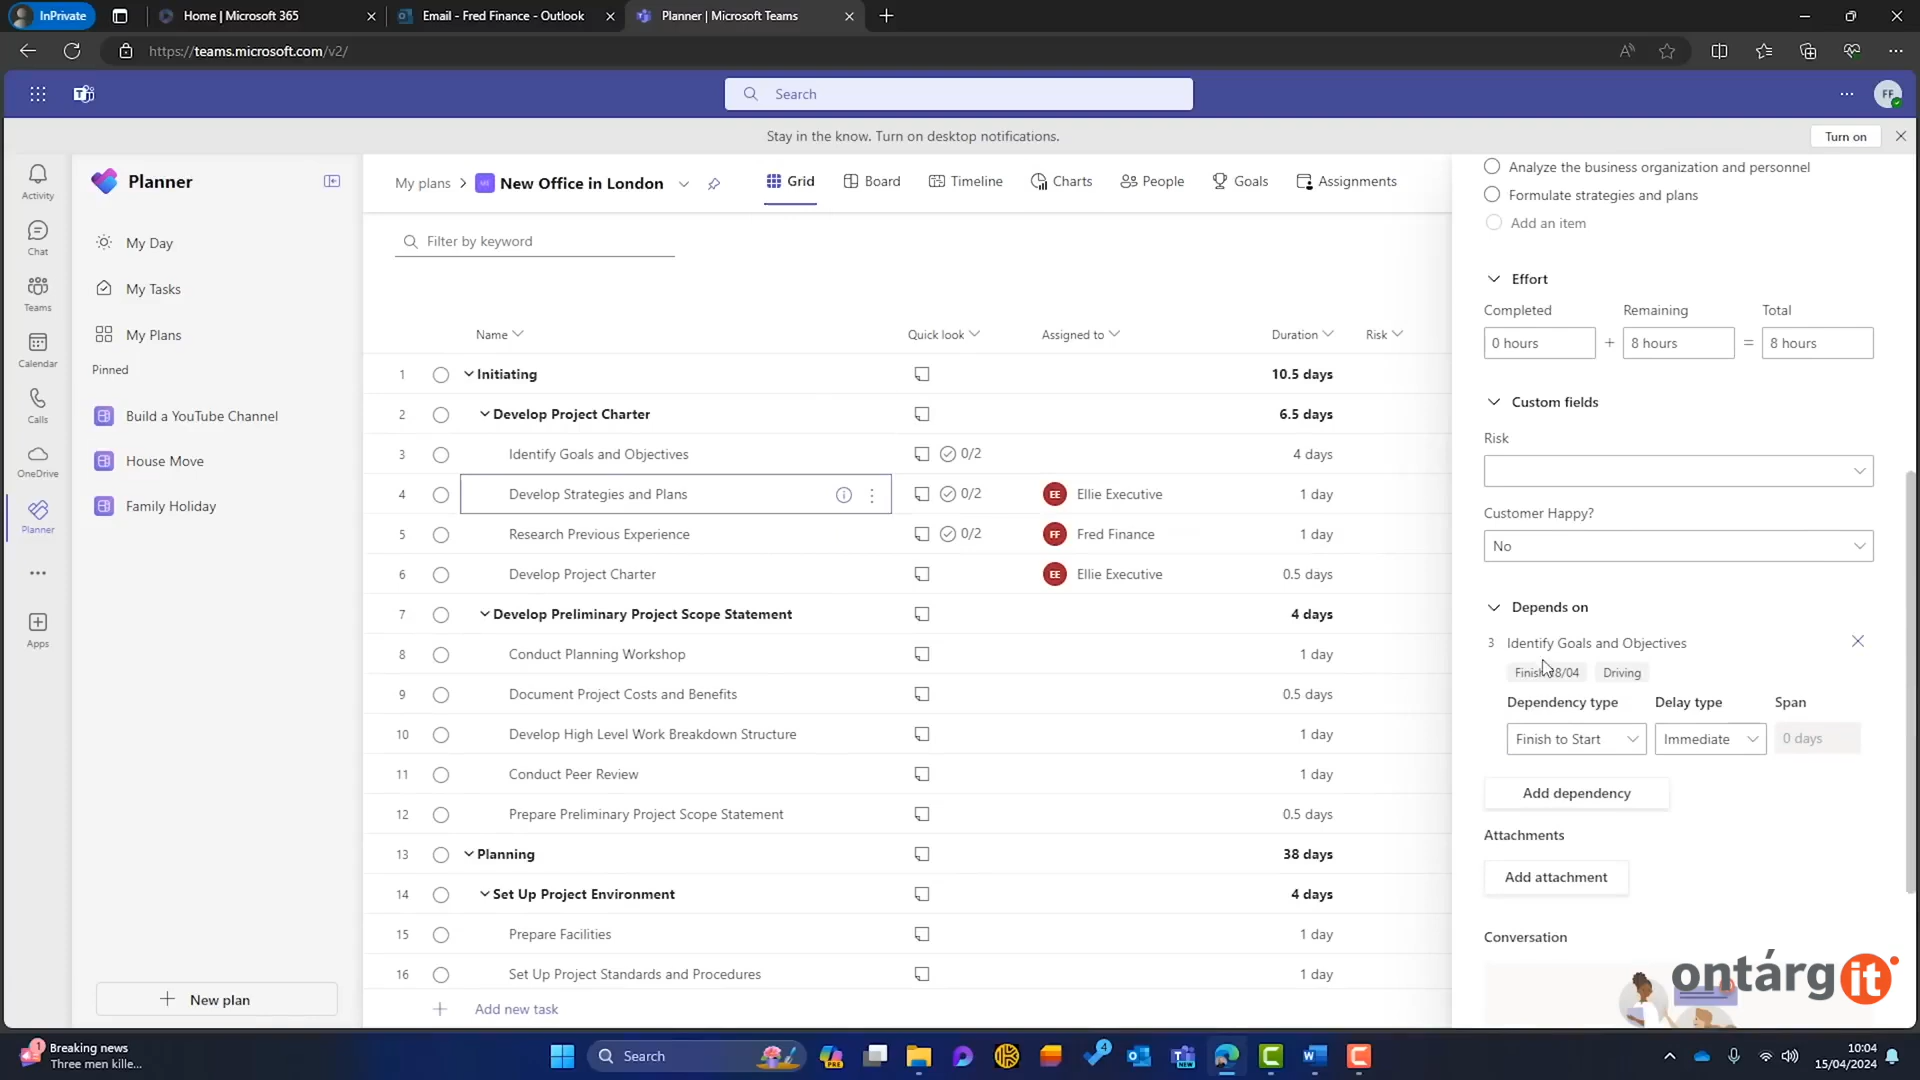 InPrivate
Home | Microsoft 365
Email - Fred Finance - Outlook
Planner | Microsoft Teams
https://teams.microsoft.com/v2/
Search
FF
Stay in the know. Turn on desktop notifications.
Turn on
Activity
Chat
Teams
Calendar
Calls
OneDrive
Planner
Apps
Planner
My Day
My Tasks
My Plans
Pinned
Build a YouTube Channel
House Move
Family Holiday
New plan
My plans
New Office in London
Grid
Board
Timeline
Charts
People
Goals
Assignments
Filter by keyword
Name
Quick look
Assigned to
Duration
Risk
1 Initiating 10.5 days
2 Develop Project Charter 6.5 days
3 Identify Goals and Objectives 0/2 4 days
4 Develop Strategies and Plans 0/2 EE Ellie Executive 1 day
5 Research Previous Experience 0/2 FF Fred Finance 1 day
6 Develop Project Charter EE Ellie Executive 0.5 days
7 Develop Preliminary Project Scope Statement 4 days
8 Conduct Planning Workshop 1 day
9 Document Project Costs and Benefits 0.5 days
10 Develop High Level Work Breakdown Structure 1 day
11 Conduct Peer Review 1 day
12 Prepare Preliminary Project Scope Statement 0.5 days
13 Planning 38 days
14 Set Up Project Environment 4 days
15 Prepare Facilities 1 day
16 Set Up Project Standards and Procedures 1 day
Add new task
Analyze the business organization and personnel
Formulate strategies and plans
Add an item
Effort
Completed Remaining Total
0 hours + 8 hours = 8 hours
Custom fields
Risk
Customer Happy?
No
Depends on
3 Identify Goals and Objectives
Driving
Dependency type Delay type Span
Finish to Start Immediate 0 days
Add dependency
Attachments
Add attachment
Conversation
ontárgit
1
Breaking news
Three men kille...
Search
PRE
4
NEW
10:04
15/04/2024